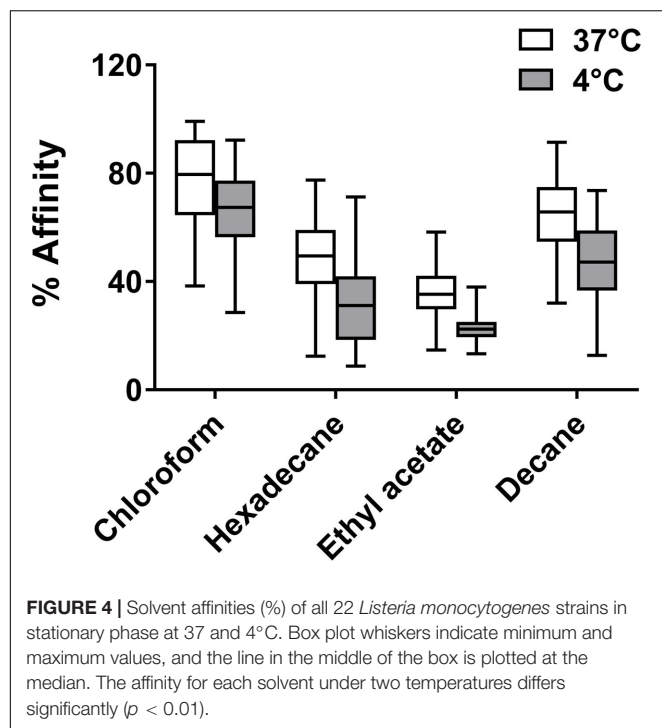 37°C
4°C
120
80
40
0
% Affinity
Chloroform
Hexadecane
Ethyl acetate
Decane
FIGURE 4 | Solvent affinities (%) of all 22 Listeria monocytogenes strains in
stationary phase at 37 and 4°C. Box plot whiskers indicate minimum and
maximum values, and the line in the middle of the box is plotted at the
median. The affinity for each solvent under two temperatures differs
significantly (p < 0.01).